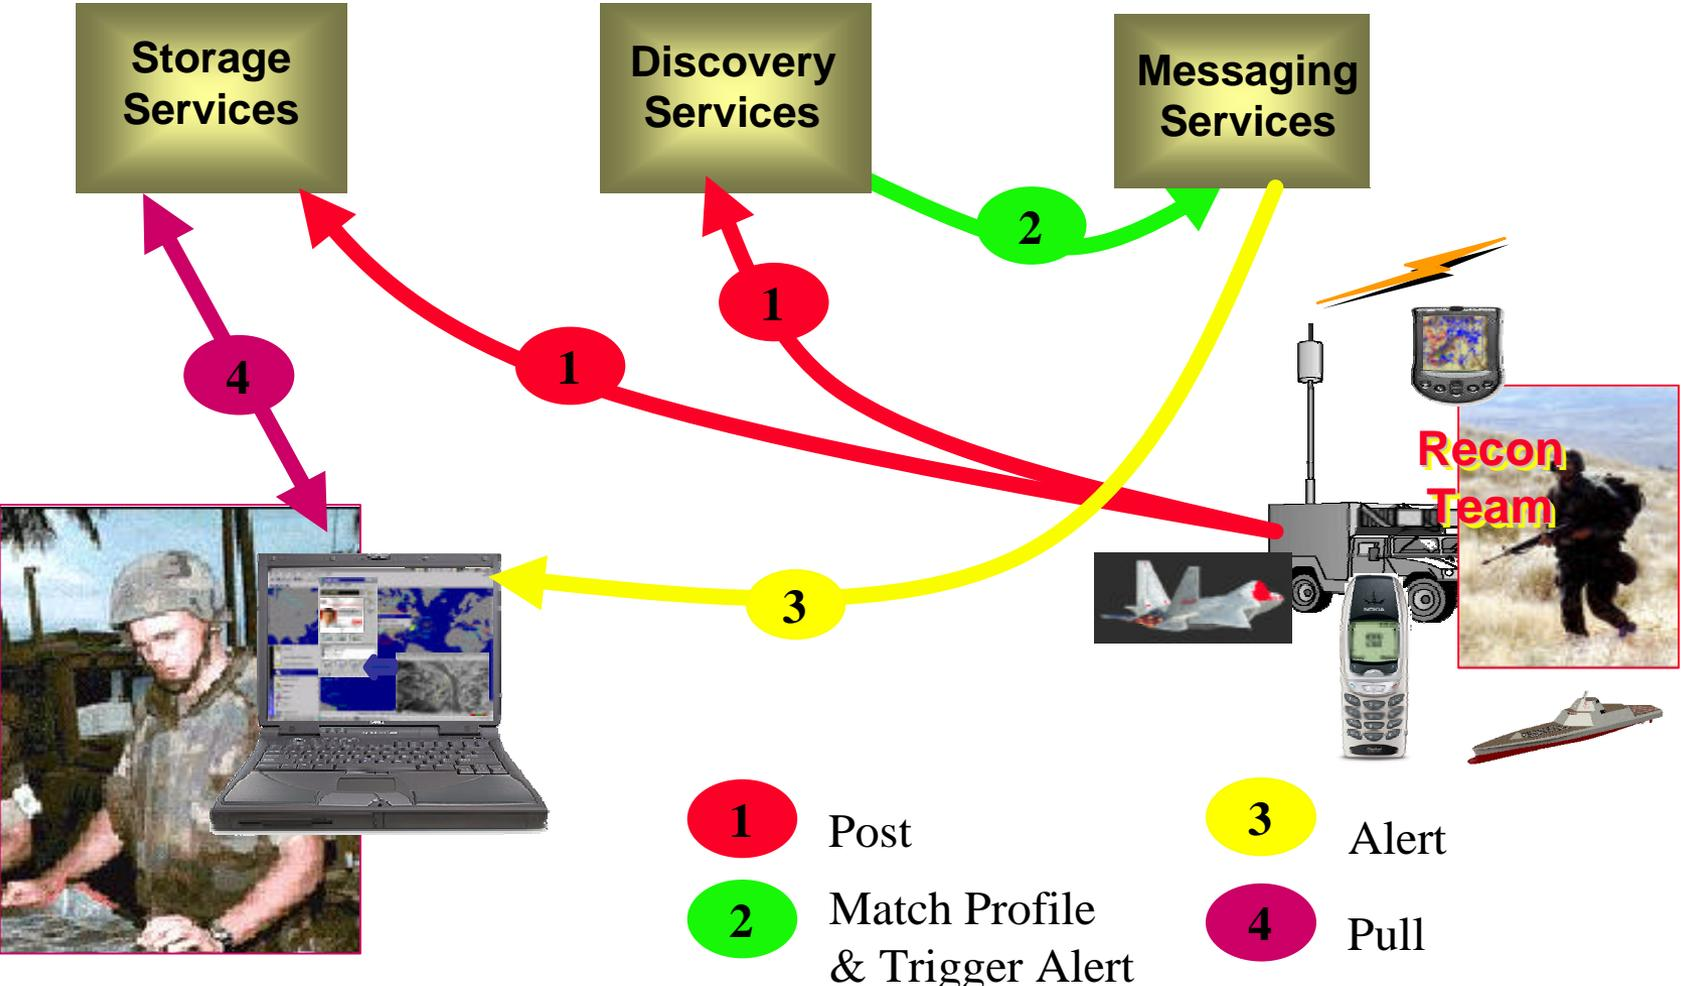 Storage
Services
Discovery
Services
Messaging
Services
2
1
1
4
Recon
Team
3
NOKIA
1 Post
3 Alert
2 Match Profile
& Trigger Alert
4 Pull